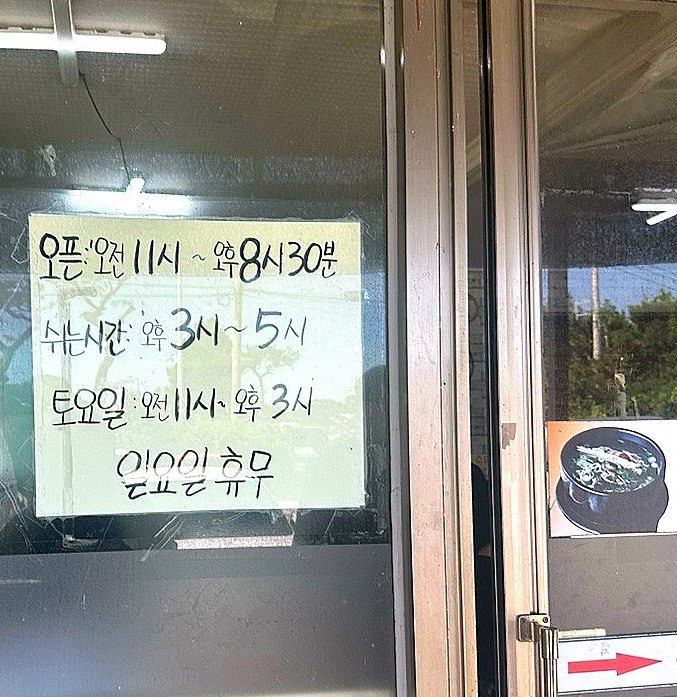 오픈: 오전 11시 ~ 오후 8시 30분
쉬는시간: 오후 3시 ~ 5시
토요일: 오전 11시 ~ 오후 3시
일요일 휴무